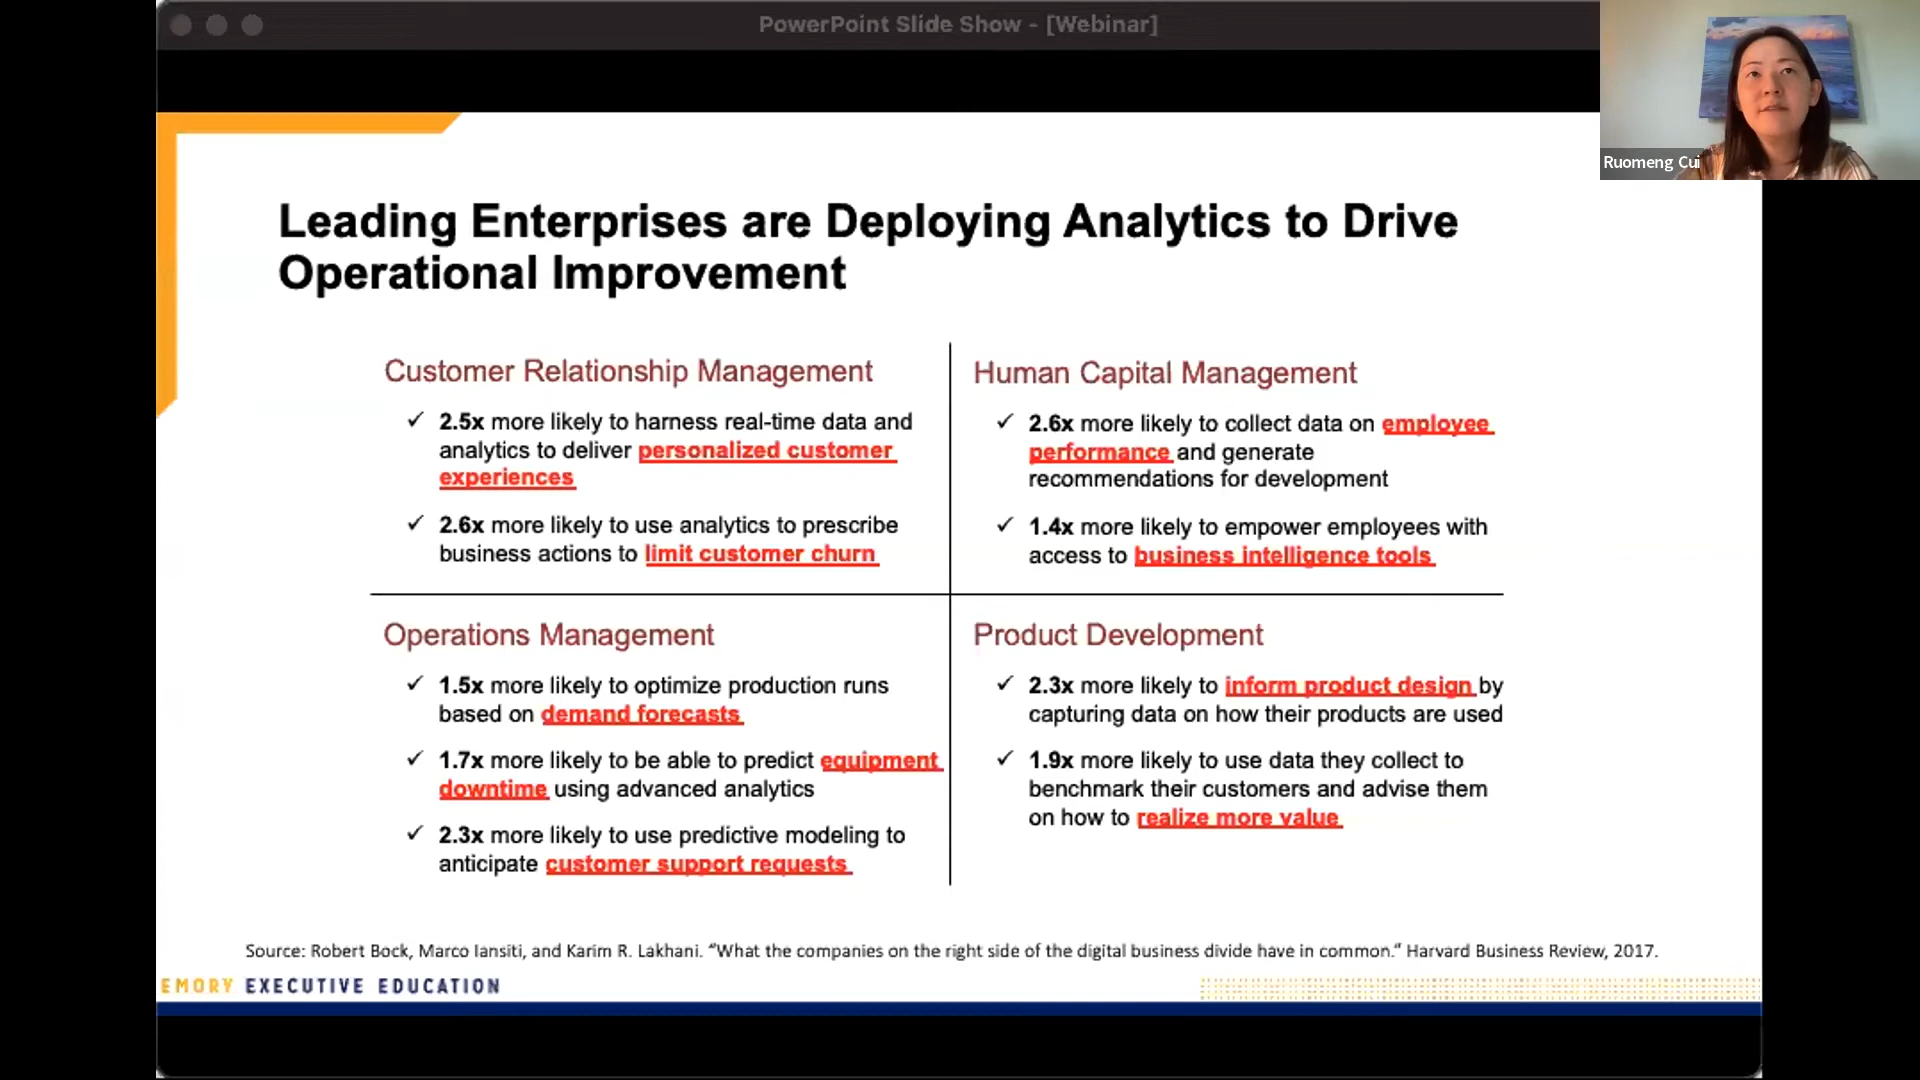 PowerPoint Slide Show - [Webinar]
Ruomeng Cui
Leading Enterprises are Deploying Analytics to Drive
Operational Improvement
Customer Relationship Management
✓ 2.5x more likely to harness real-time data and
analytics to deliver personalized customer
experiences
✓ 2.6x more likely to use analytics to prescribe
business actions to limit customer churn
Human Capital Management
✓ 2.6x more likely to collect data on employee
performance and generate
recommendations for development
✓ 1.4x more likely to empower employees with
access to business intelligence tools
Operations Management
✓ 1.5x more likely to optimize production runs
based on demand forecasts
✓ 1.7x more likely to be able to predict equipment
downtime using advanced analytics
✓ 2.3x more likely to use predictive modeling to
anticipate customer support requests
Product Development
✓ 2.3x more likely to inform product design by
capturing data on how their products are used
✓ 1.9x more likely to use data they collect to
benchmark their customers and advise them
on how to realize more value
Source: Robert Bock, Marco Iansiti, and Karim R. Lakhani. “What the companies on the right side of the digital business divide have in common.” Harvard Business Review, 2017.
EMORY EXECUTIVE EDUCATION